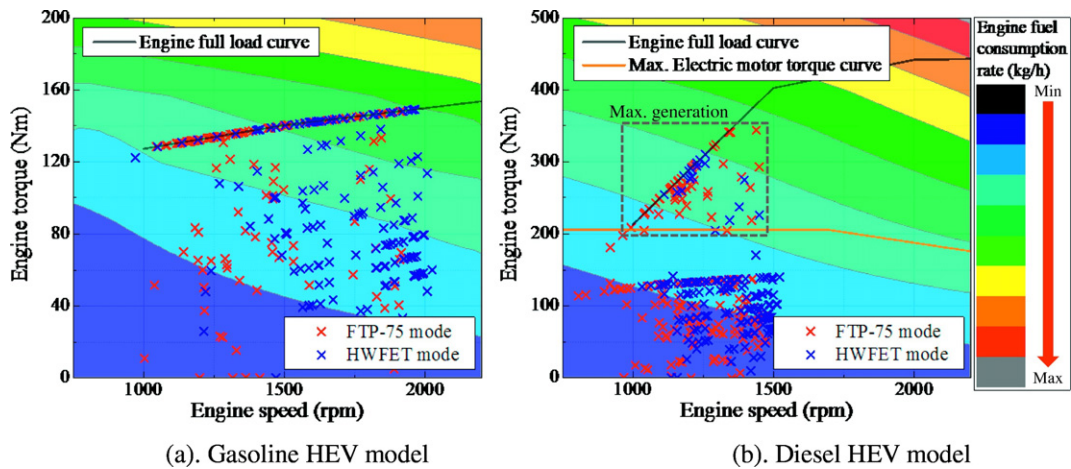 200
160
120
80
40
0
Engine torque (Nm)
Engine full load curve
× FTP-75 mode
× HWFET mode
1000 1500 2000
Engine speed (rpm)
(a). Gasoline HEV model
500
400
300
200
100
0
Engine torque (Nm)
Engine full load curve
Max. Electric motor torque curve
Max. generation
× FTP-75 mode
× HWFET mode
1000 1500 2000
Engine speed (rpm)
(b). Diesel HEV model
Engine fuel
consumption
rate (kg/h)
Min
Max